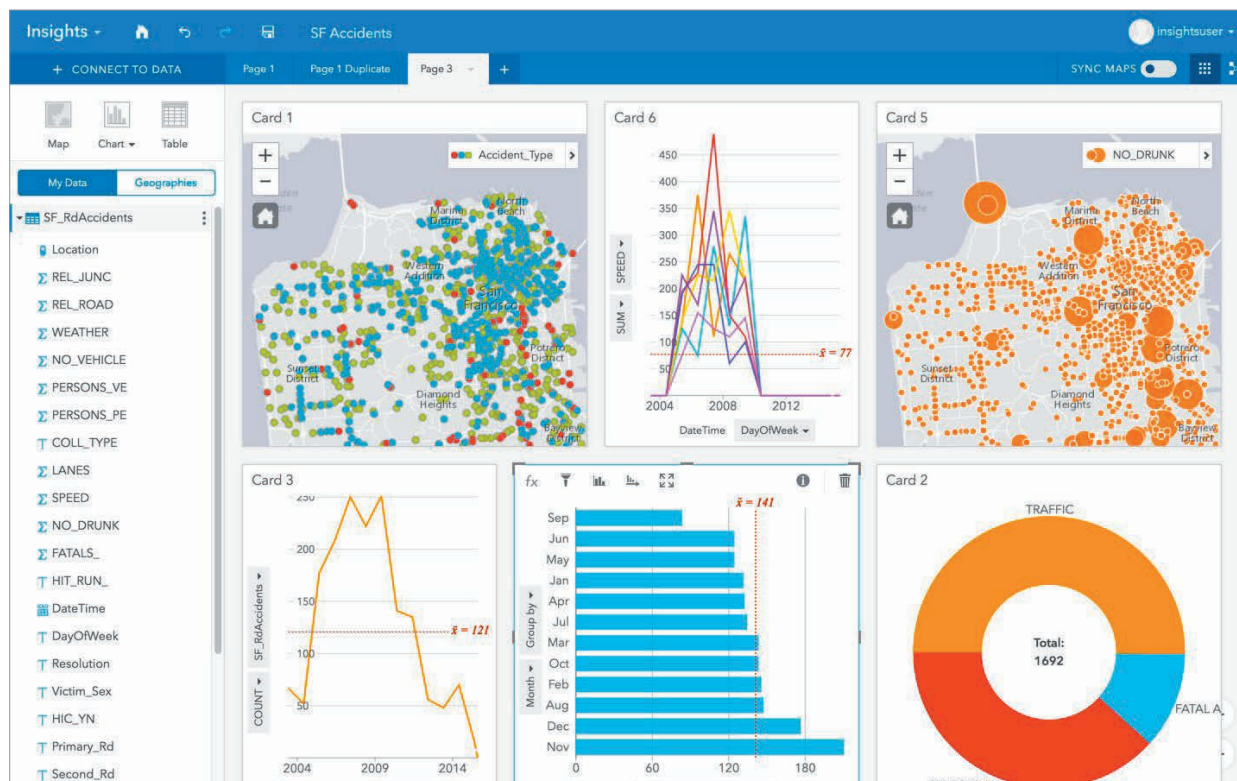 Insights
SF Accidents
insightsuser
+ CONNECT TO DATA
Page 1
Page 1 Duplicate
Page 3
+
SYNC MAPS
Map
Chart
Table
My Data
Geographies
SF_RdAccidents
Location
Σ REL_JUNC
Σ REL_ROAD
Σ WEATHER
Σ NO_VEHICLE
Σ PERSONS_VE
Σ PERSONS_PE
T COLL_TYPE
Σ LANES
Σ SPEED
Σ NO_DRUNK
Σ FATALS_
T HIT_RUN_
DateTime
T DayOfWeek
T Resolution
T Victim_Sex
T HIC_YN
T Primary_Rd
T Second_Rd
Card 1
+
−
Accident_Type
Marina
District
North
Beach
Western
Addition
San
Francisco
Potrero
District
Sunset
District
Diamond
Heights
Bayview
District
Card 6
450
400
350
300
250
200
150
100
50
SPEED
SUM
x̄ = 77
2004
2008
2012
DateTime
DayOfWeek
Card 5
+
−
NO_DRUNK
Marina
District
North
Beach
Western
Addition
San
Francisco
Potrero
District
Sunset
District
Diamond
Heights
Bayview
District
Card 3
250
200
150
100
50
SF_RdAccidents
COUNT
x̄ = 121
2004
2009
2014
fx
x̄ = 141
Group by
Month
Sep
Jun
May
Jan
Apr
Jul
Mar
Oct
Feb
Aug
Dec
Nov
0
60
120
180
Card 2
TRAFFIC
Total:
1692
FATAL A